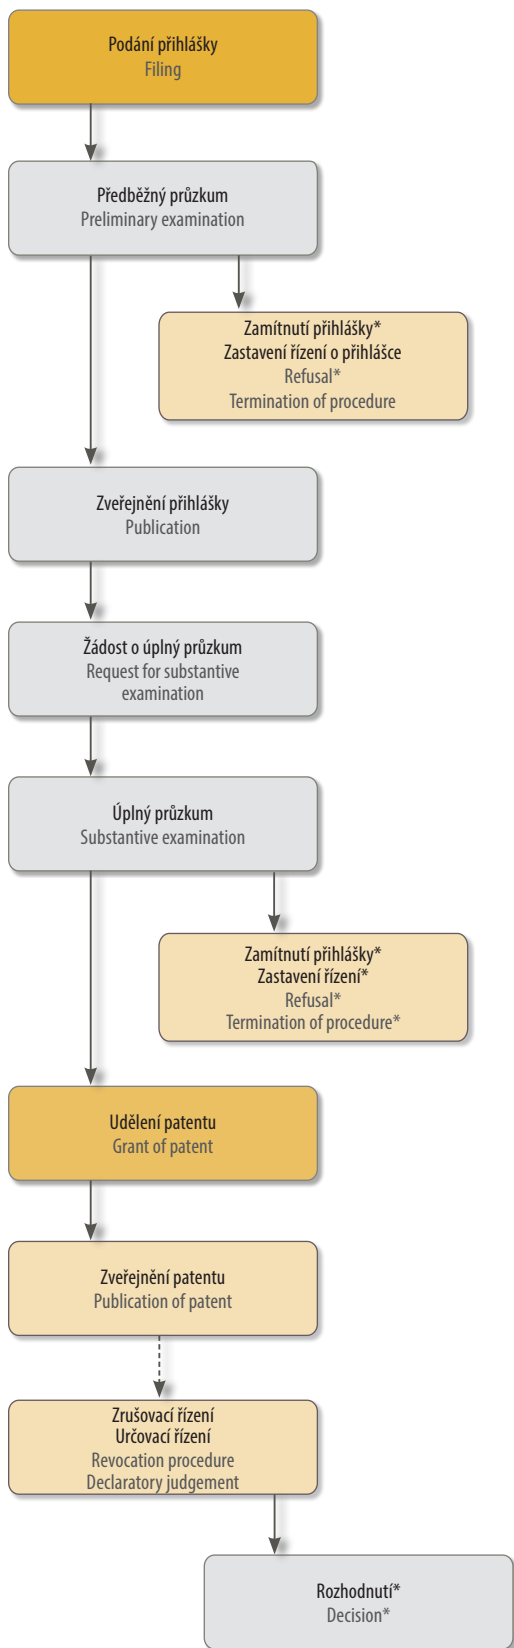 Podání přihlášky
Filing
Předběžný průzkum
Preliminary examination
Zamítnutí přihlášky*
Zastavení řízení o přihlášce
Refusal*
Termination of procedure
Zveřejnění přihlášky
Publication
Žádost o úplný průzkum
Request for substantive
examination
Úplný průzkum
Substantive examination
Zamítnutí přihlášky*
Zastavení řízení*
Refusal*
Termination of procedure*
Udělení patentu
Grant of patent
Zveřejnění patentu
Publication of patent
Zrušovací řízení
Určovací řízení
Revocation procedure
Declaratory judgement
Rozhodnutí*
Decision*